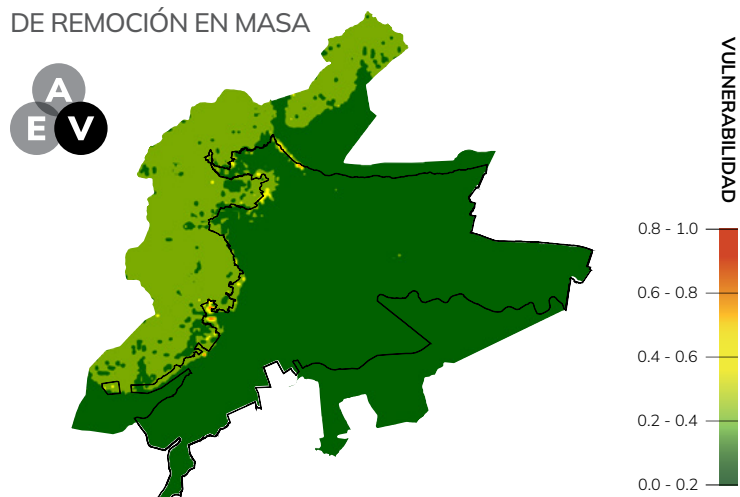 DE REMOCIÓN EN MASA
A
E V
VULNERABILIDAD
0.8 - 1.0
0.6 - 0.8
0.4 - 0.6
0.2 - 0.4
0.0 - 0.2